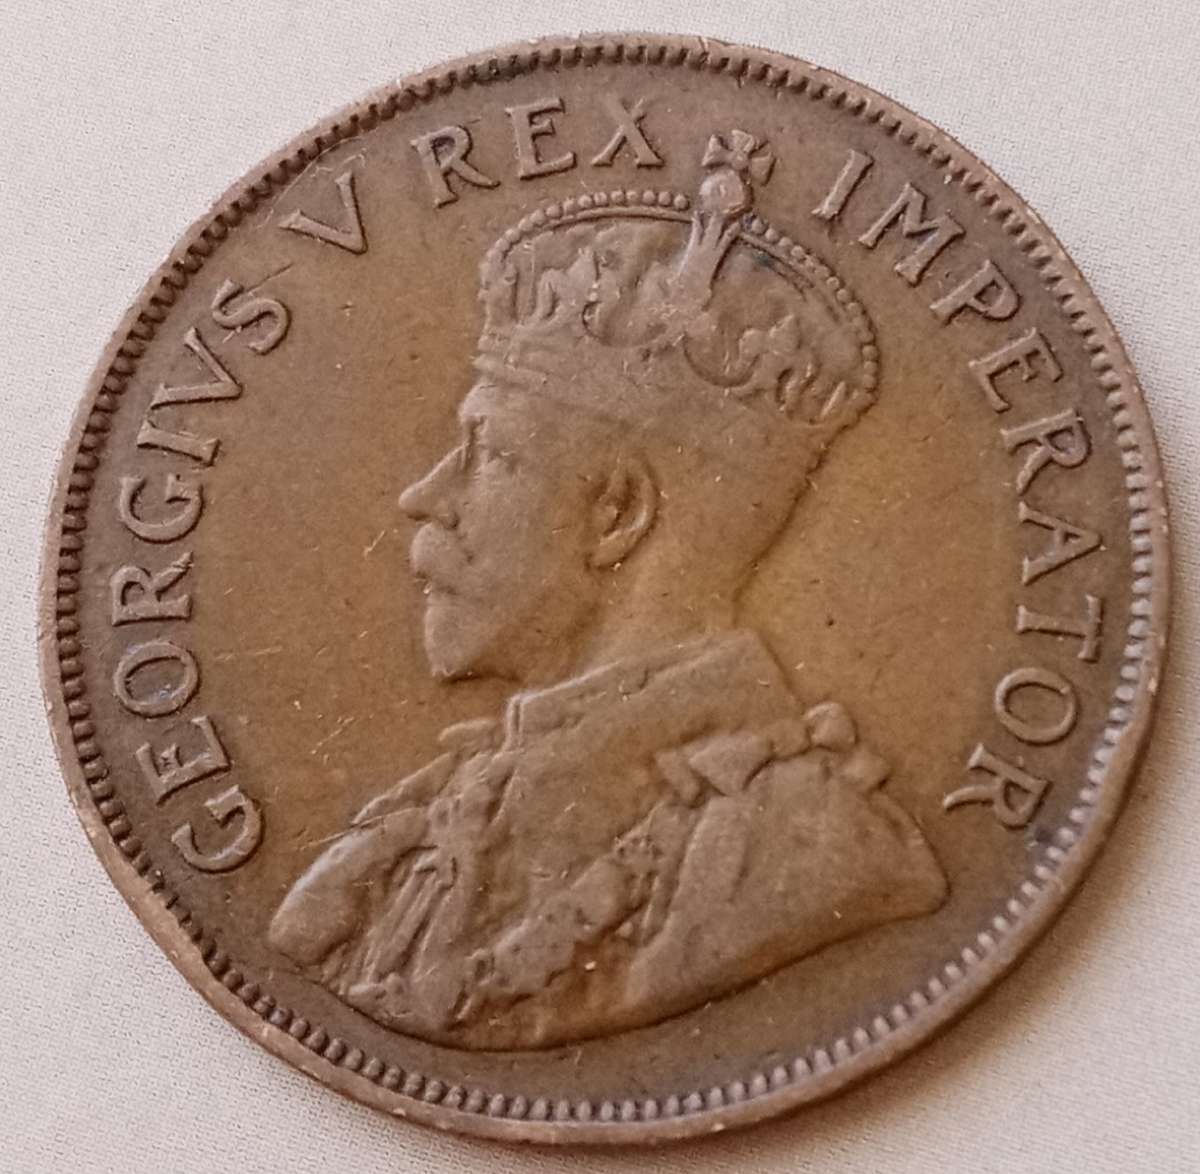 GEORGIVS V REX IMPERATOR